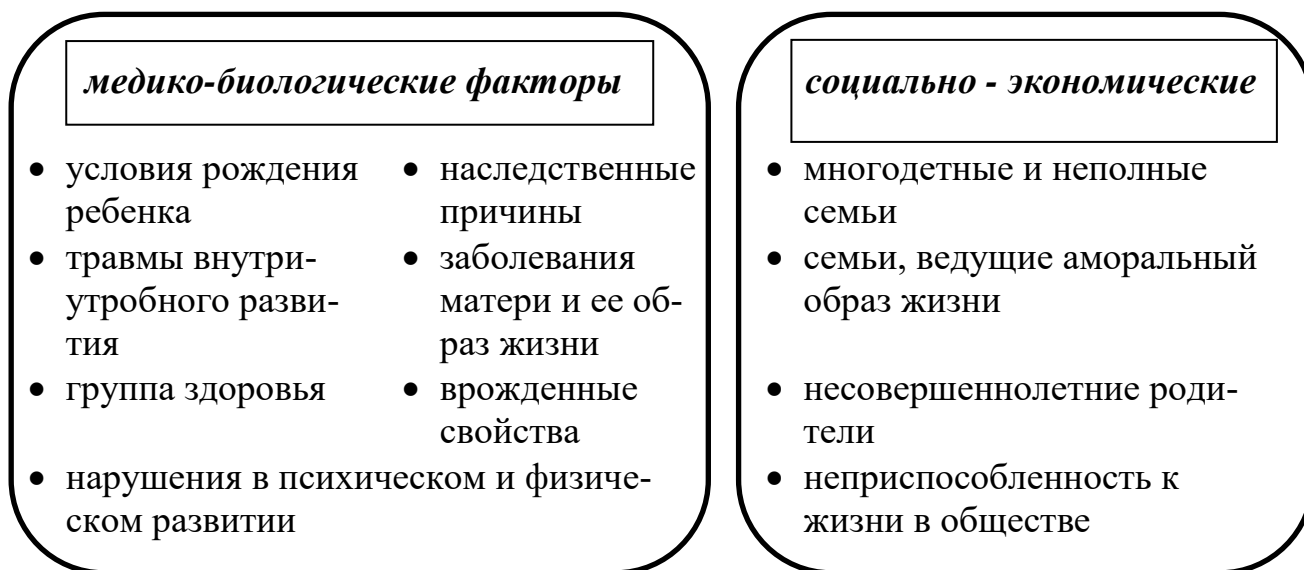 медико-биологические факторы
• условия рождения
ребенка
• травмы внутри-
утробного разви-
тия
• группа здоровья
• наследственные
причины
• заболевания
матери и ее об-
раз жизни
• врожденные
свойства
• нарушения в психическом и физиче-
ском развитии
социально - экономические
• многодетные и неполные
семьи
• семьи, ведущие аморальный
образ жизни
• несовершеннолетние роди-
тели
• неприспособленность к
жизни в обществе